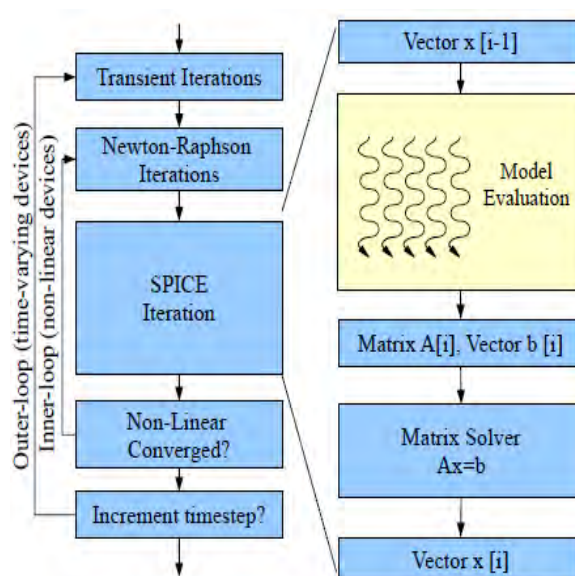 Outer-loop (time-varying devices)
Inner-loop (non-linear devices)
Transient Iterations
Newton-Raphson
Iterations
SPICE
Iteration
Non-Linear
Converged?
Increment timestep?
Vector x [i-1]
Model
Evaluation
Matrix A[i], Vector b [i]
Matrix Solver
Ax=b
Vector x [i]